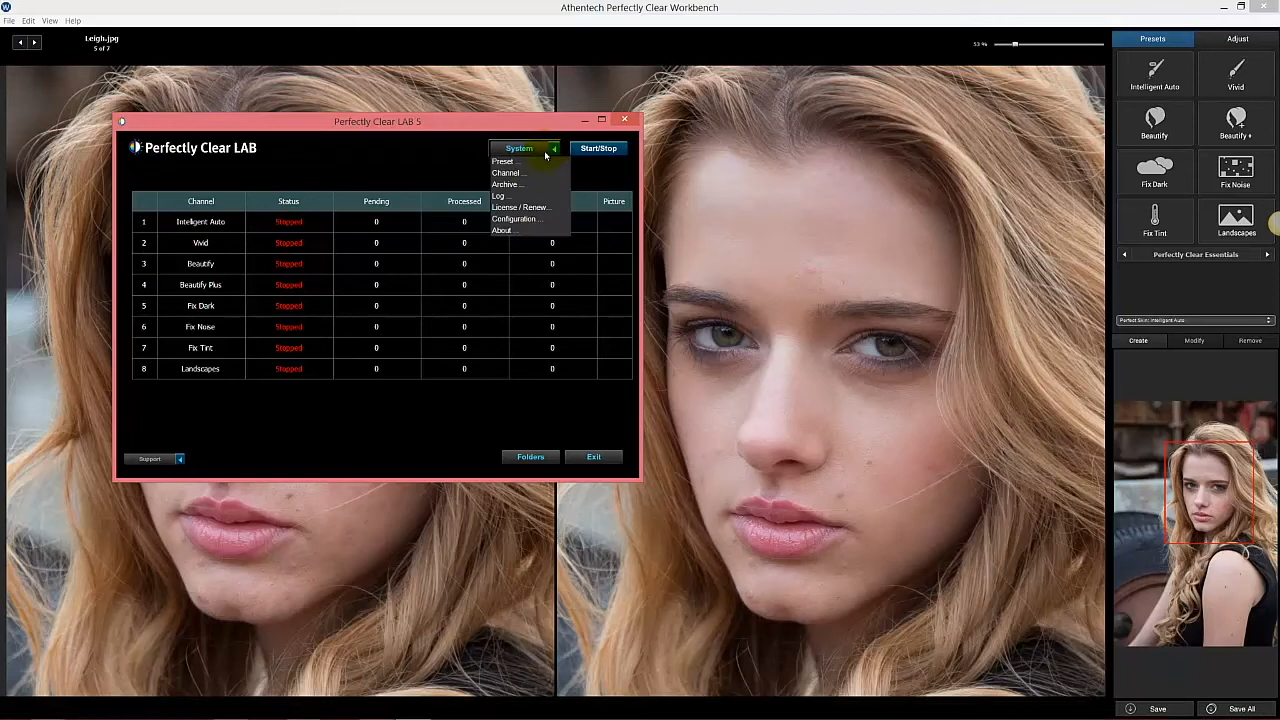 Athentech Perfectly Clear Workbench
File Edit View Help
Leigh.jpg
5 of 7
53 %
Presets Adjust
Intelligent Auto Vivid
Beautify Beautify +
Fix Dark Fix Noise
Fix Tint Landscapes
Perfectly Clear Essentials
Perfect Skin: Intelligent Auto
Create Modify Remove
Save Save All
Perfectly Clear LAB 5
Perfectly Clear LAB
System Start/Stop
Preset ...
Channel ...
Archive ...
Log ...
License / Renew...
Configuration ...
About ...
Channel Status Pending Processed Picture
1 Intelligent Auto Stopped 0 0
2 Vivid Stopped 0 0 0
3 Beautify Stopped 0 0 0
4 Beautify Plus Stopped 0 0 0
5 Fix Dark Stopped 0 0 0
6 Fix Noise Stopped 0 0 0
7 Fix Tint Stopped 0 0 0
8 Landscapes Stopped 0 0 0
Support Folders Exit